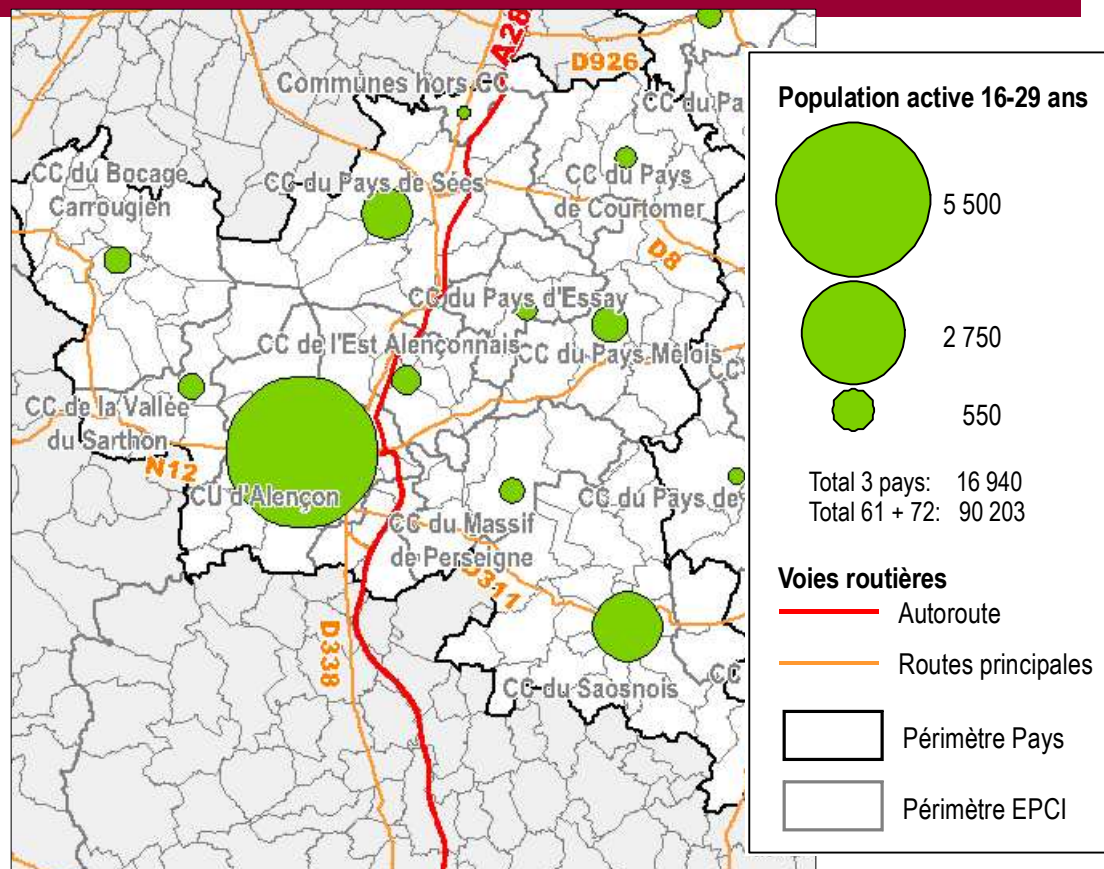 A28
D926
Communes hors CC
CC du Pa
CC du Bocage
Carrougien
CC du Pays de Sées
CC du Pays
de Courtomer
D8
CC du Pays d'Essay
CC de l'Est Alençonnais
CC du Pays Mêlois
CC
CC de la Vallée
du Sarthon
N12
CU d'Alençon
CC du Pays de
CC du Massif
de Perseigne
D311
D338
CC du Saosnois
CC
Population active 16-29 ans
5 500
2 750
550
Total 3 pays: 16 940
Total 61 + 72: 90 203
Voies routières
Autoroute
Routes principales
Périmètre Pays
Périmètre EPCI